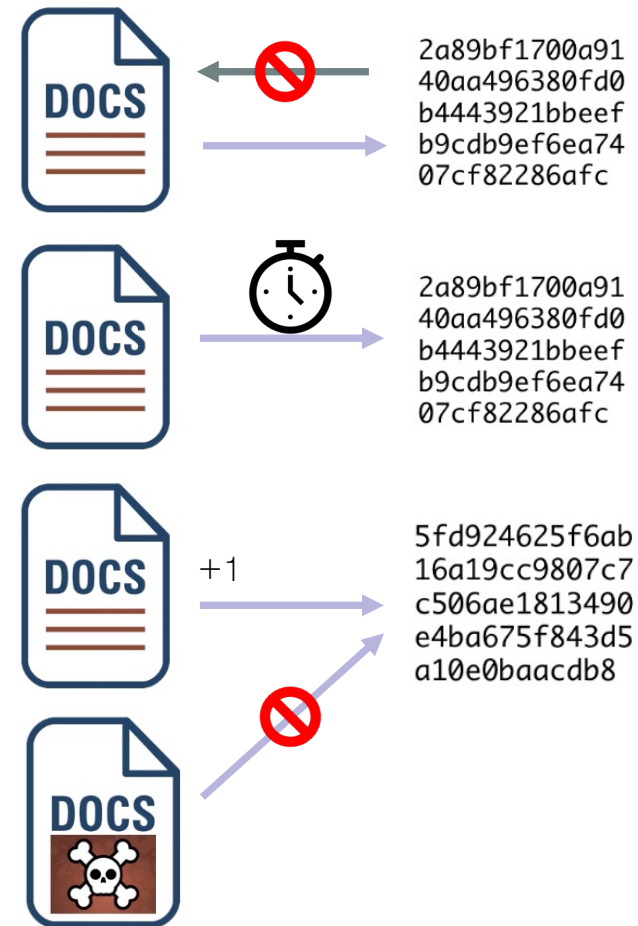 DOCS
2a89bf1700a91
40aa496380fd0
b4443921bbeef
b9cdb9ef6ea74
07cf82286afc
DOCS
2a89bf1700a91
40aa496380fd0
b4443921bbeef
b9cdb9ef6ea74
07cf82286afc
DOCS
+1
5fd924625f6ab
16a19cc9807c7
c506ae1813490
e4ba675f843d5
a10e0baacdb8
DOCS